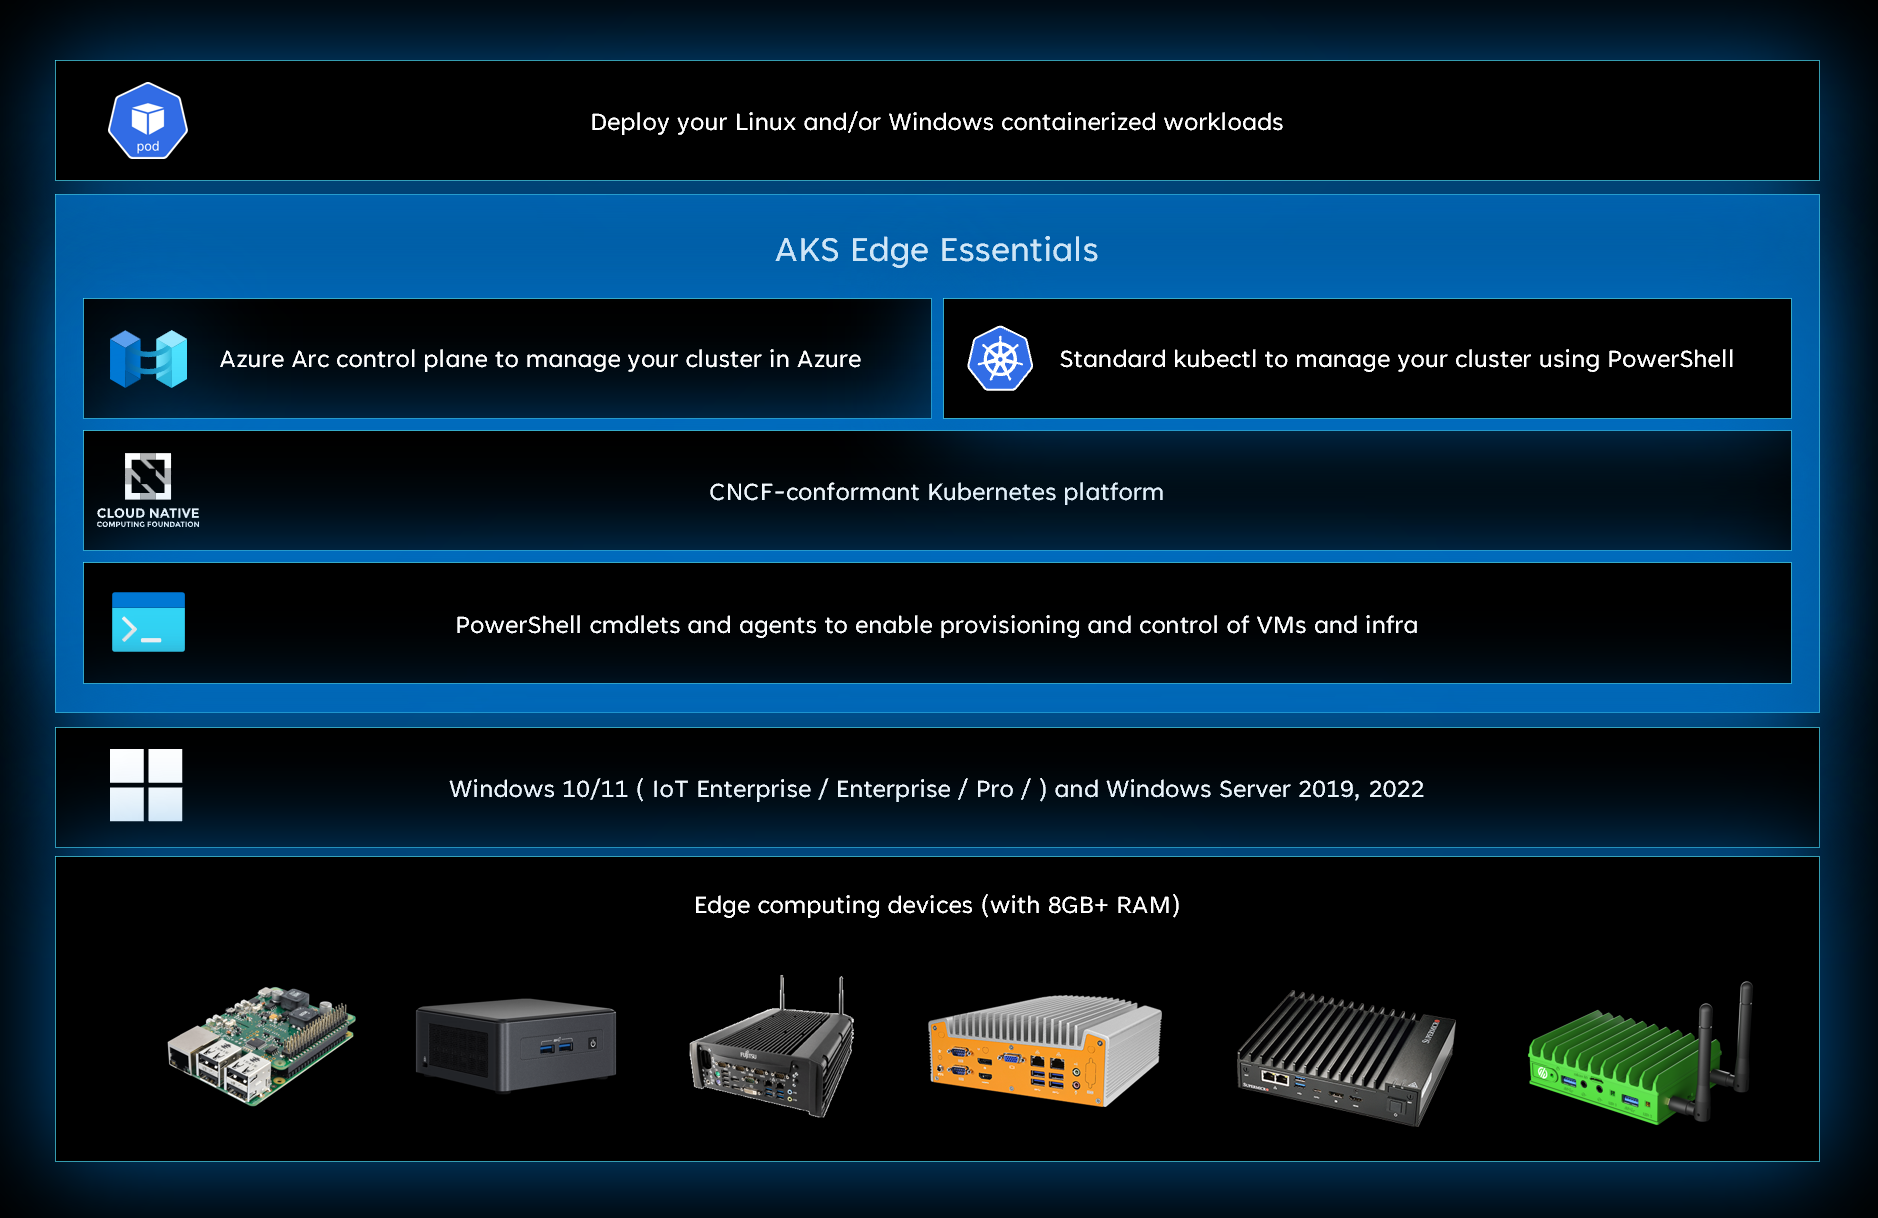 pod
Deploy your Linux and/or Windows containerized workloads
AKS Edge Essentials
Azure Arc control plane to manage your cluster in Azure
Standard kubectl to manage your cluster using PowerShell
CLOUD NATIVE
COMPUTING FOUNDATION
CNCF-conformant Kubernetes platform
PowerShell cmdlets and agents to enable provisioning and control of VMs and infra
Windows 10/11 ( IoT Enterprise / Enterprise / Pro / ) and Windows Server 2019, 2022
Edge computing devices (with 8GB+ RAM)
FUJITSU
SUPERMICRO
SUPERMICRO